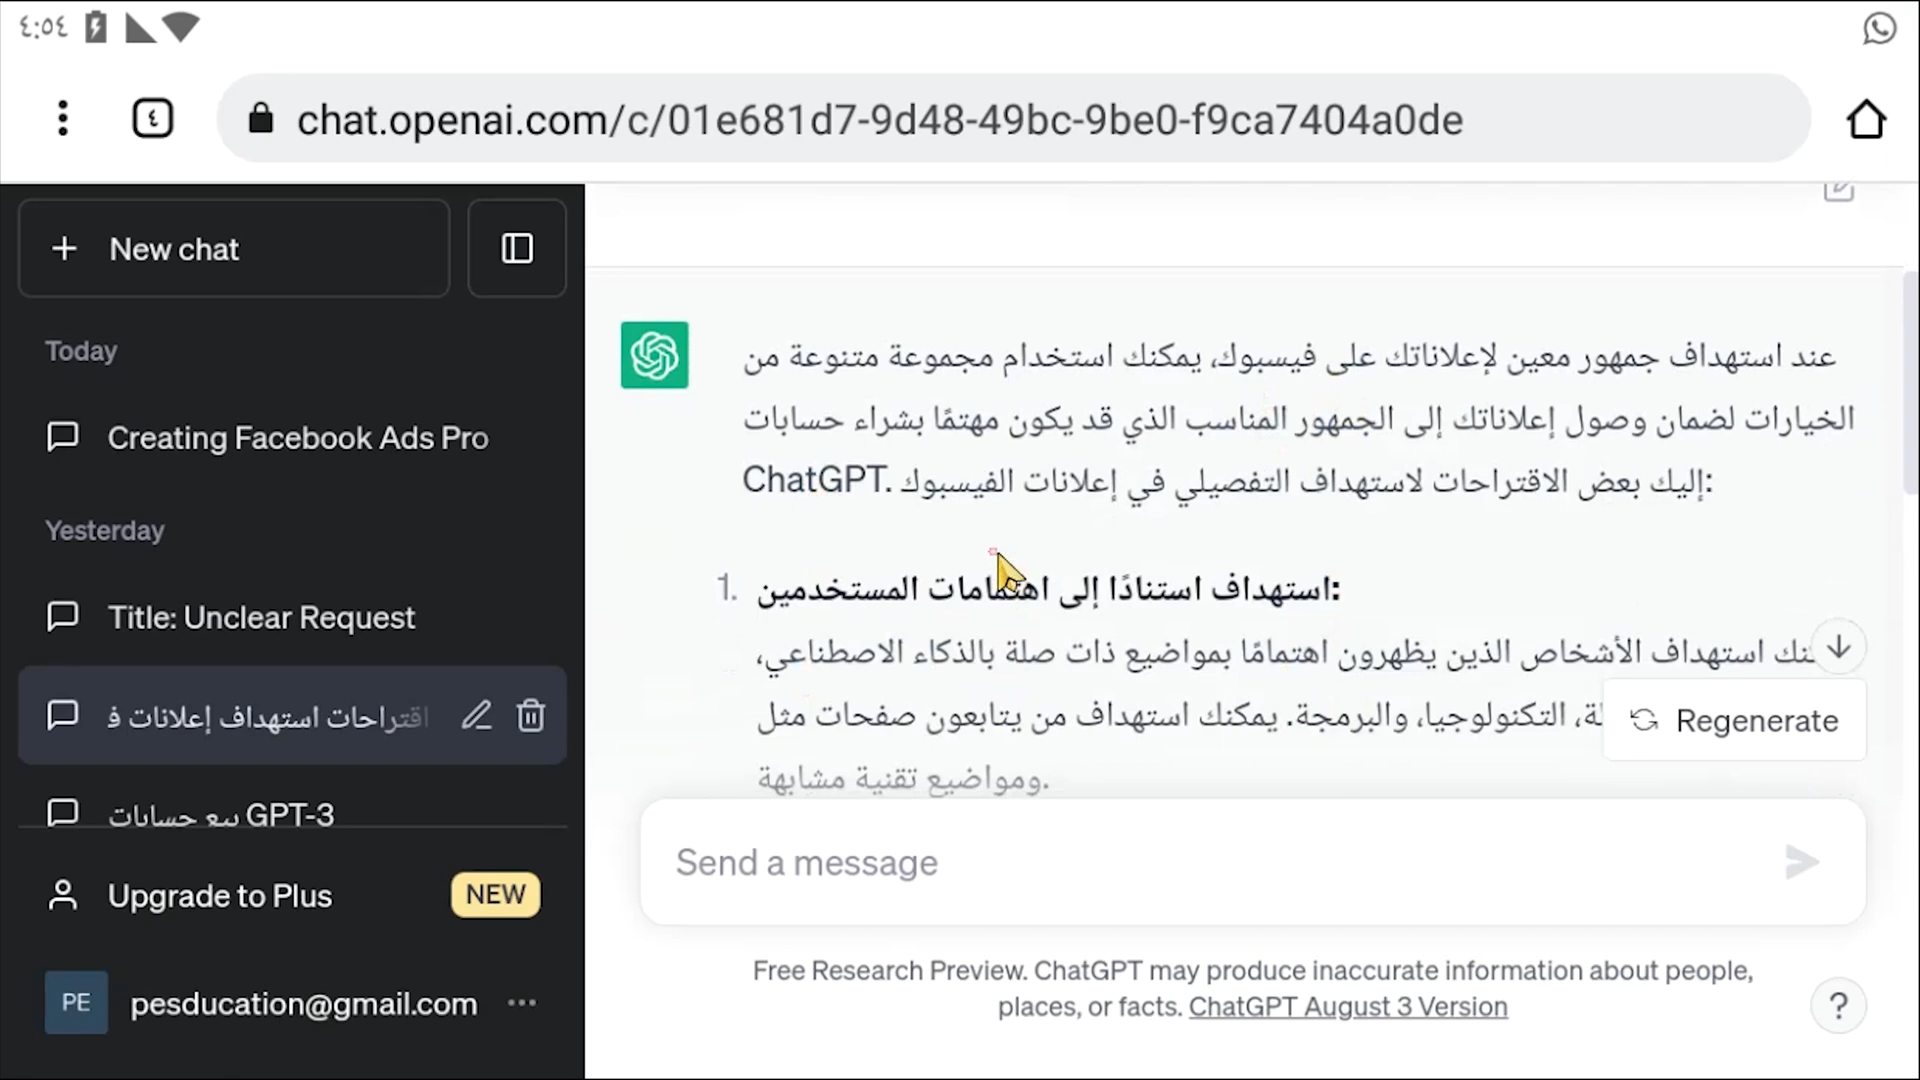 ٤:٥٤
٤
chat.openai.com/c/01e681d7-9d48-49bc-9be0-f9ca7404a0de
New chat
Today
Creating Facebook Ads Pro
Yesterday
Title: Unclear Request
اقتراحات استهداف إعلانات ف
بيع حسابات GPT-3
Upgrade to Plus
NEW
PE
pesducation@gmail.com
عند استهداف جمهور معين لإعلاناتك على فيسبوك، يمكنك استخدام مجموعة متنوعة من
الخيارات لضمان وصول إعلاناتك إلى الجمهور المناسب الذي قد يكون مهتمًا بشراء حسابات
ChatGPT. إليك بعض الاقتراحات لاستهداف التفصيلي في إعلانات الفيسبوك:
1. استهداف استنادًا إلى اهتمامات المستخدمين:
استهداف الأشخاص الذين يظهرون اهتمامًا بمواضيع ذات صلة بالذكاء الاصطناعي،
التكنولوجيا، والبرمجة. يمكنك استهداف من يتابعون صفحات مثل
ومواضيع تقنية مشابهة.
Regenerate
Send a message
Free Research Preview. ChatGPT may produce inaccurate information about people,
places, or facts. ChatGPT August 3 Version
?